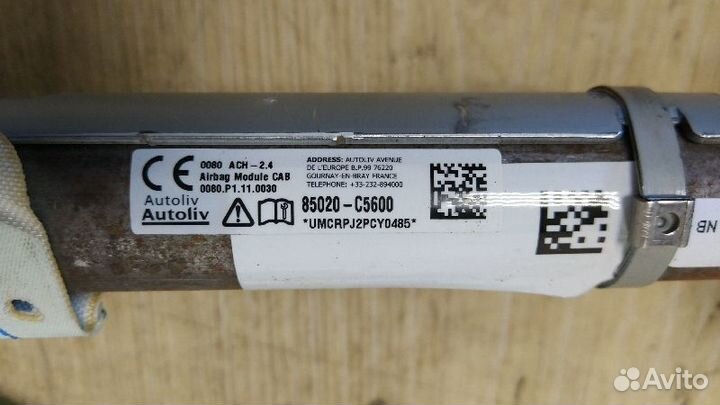 CE
0080 ACH-2.4
Airbag Module CAB
0080.P1.11.0030
Autoliv
Autoliv
ADDRESS: AUTOLIV AVENUE
DE L'EUROPE B.P.99 76220
GOURNAY-EN-BRAY FRANCE
TELEPHONE: +33-232-894000
85020-C5600
*UMCRPJ2PCY0485*
NB
Avito